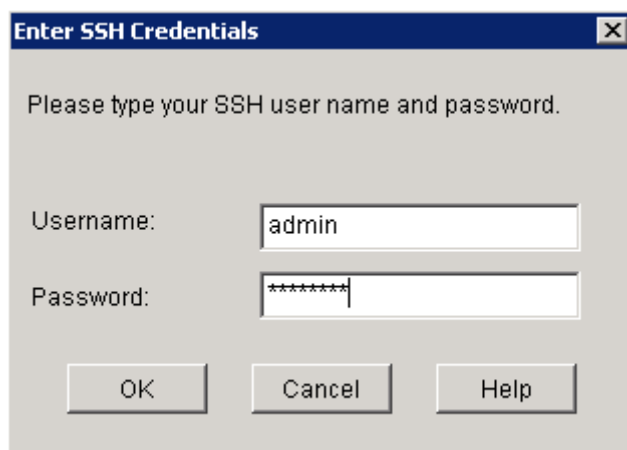 Enter SSH Credentials
Please type your SSH user name and password.
Username: admin
Password: ********
OK Cancel Help